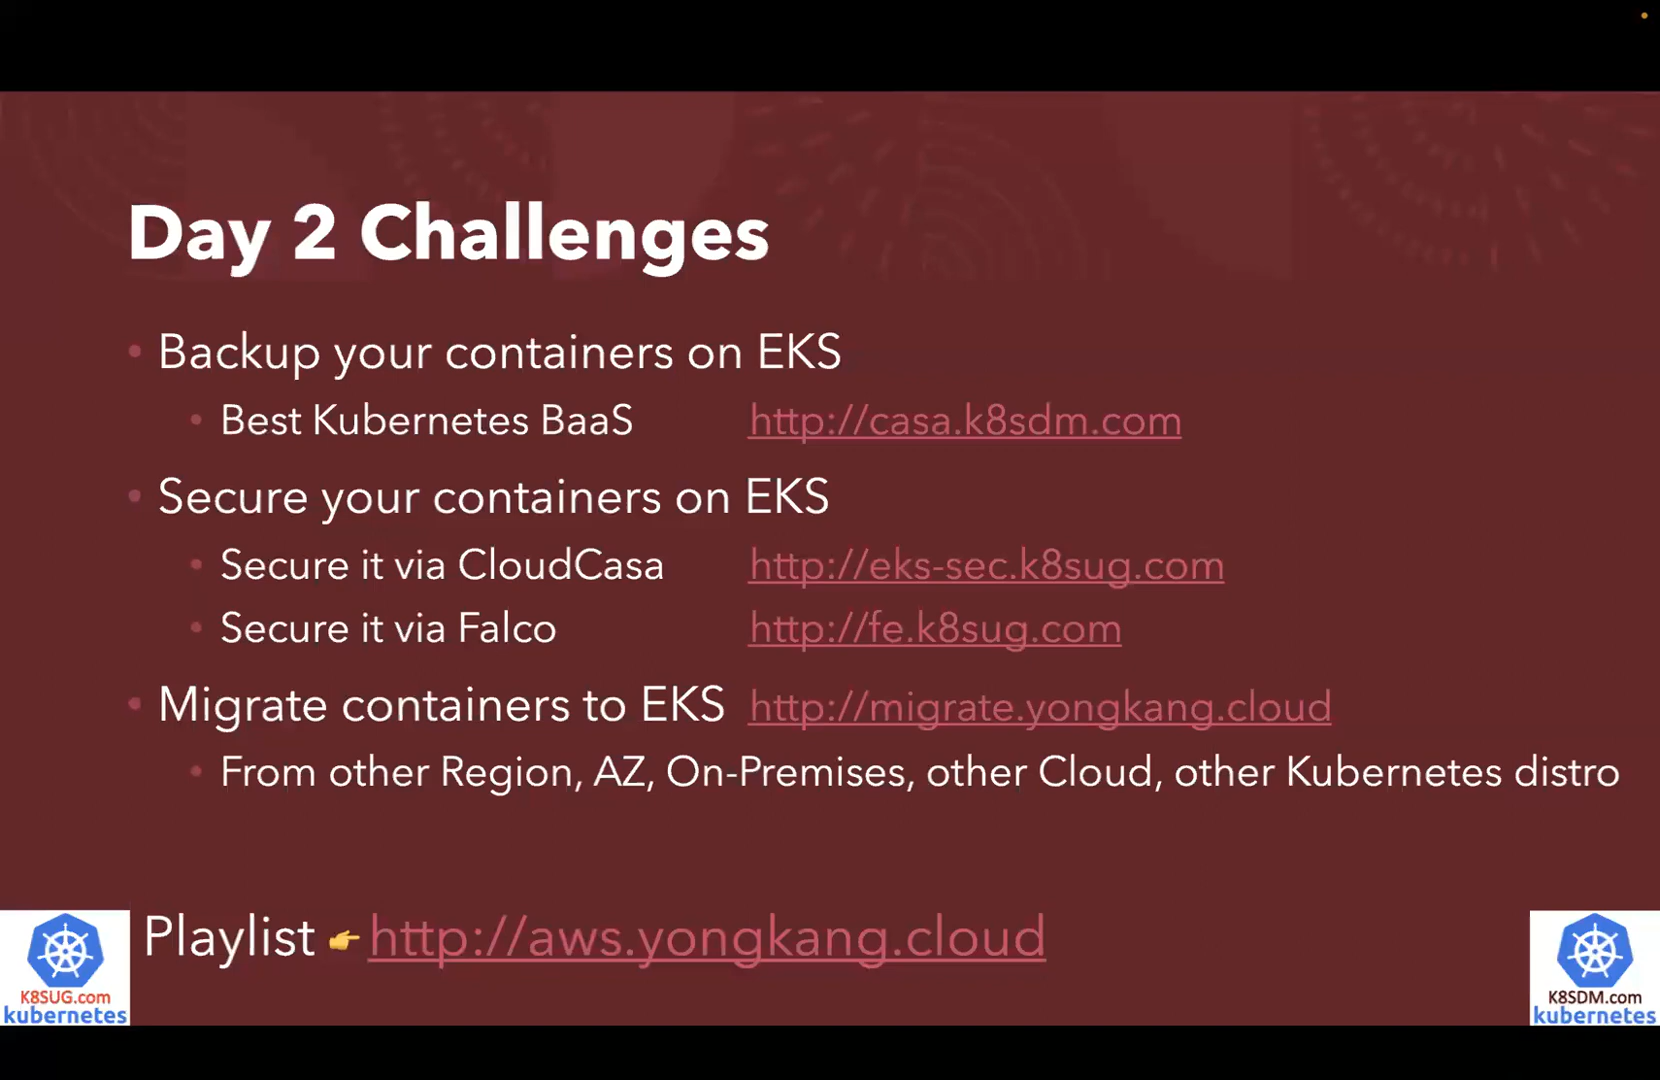 Day 2 Challenges
• Backup your containers on EKS
• Best Kubernetes BaaS http://casa.k8sdm.com
• Secure your containers on EKS
• Secure it via CloudCasa http://eks-sec.k8sug.com
• Secure it via Falco http://fe.k8sug.com
• Migrate containers to EKS http://migrate.yongkang.cloud
• From other Region, AZ, On-Premises, other Cloud, other Kubernetes distro
Playlist 👉 http://aws.yongkang.cloud
K8SUG.com
kubernetes
K8SDM.com
kubernetes